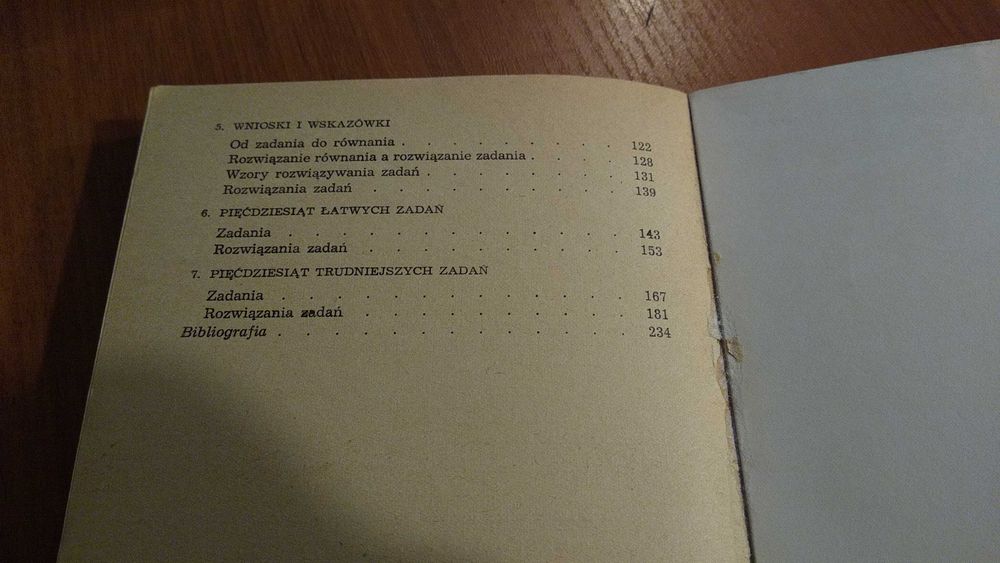 5. WNIOSKI I WSKAZÓWKI
Od zadania do równania . . . . . . . . . 122
Rozwiązanie równania a rozwiązanie zadania . . . . 128
Wzory rozwiązywania zadań . . . . . . . . 131
Rozwiązania zadań . . . . . . . . . . 139
6. PIĘĆDZIESIĄT ŁATWYCH ZADAŃ
Zadania . . . . . . . . . . . . . 143
Rozwiązania zadań . . . . . . . . . . 153
7. PIĘĆDZIESIĄT TRUDNIEJSZYCH ZADAŃ
Zadania . . . . . . . . . . . . . 167
Rozwiązania zadań . . . . . . . . . . 181
Bibliografia . . . . . . . . . . . . . 234